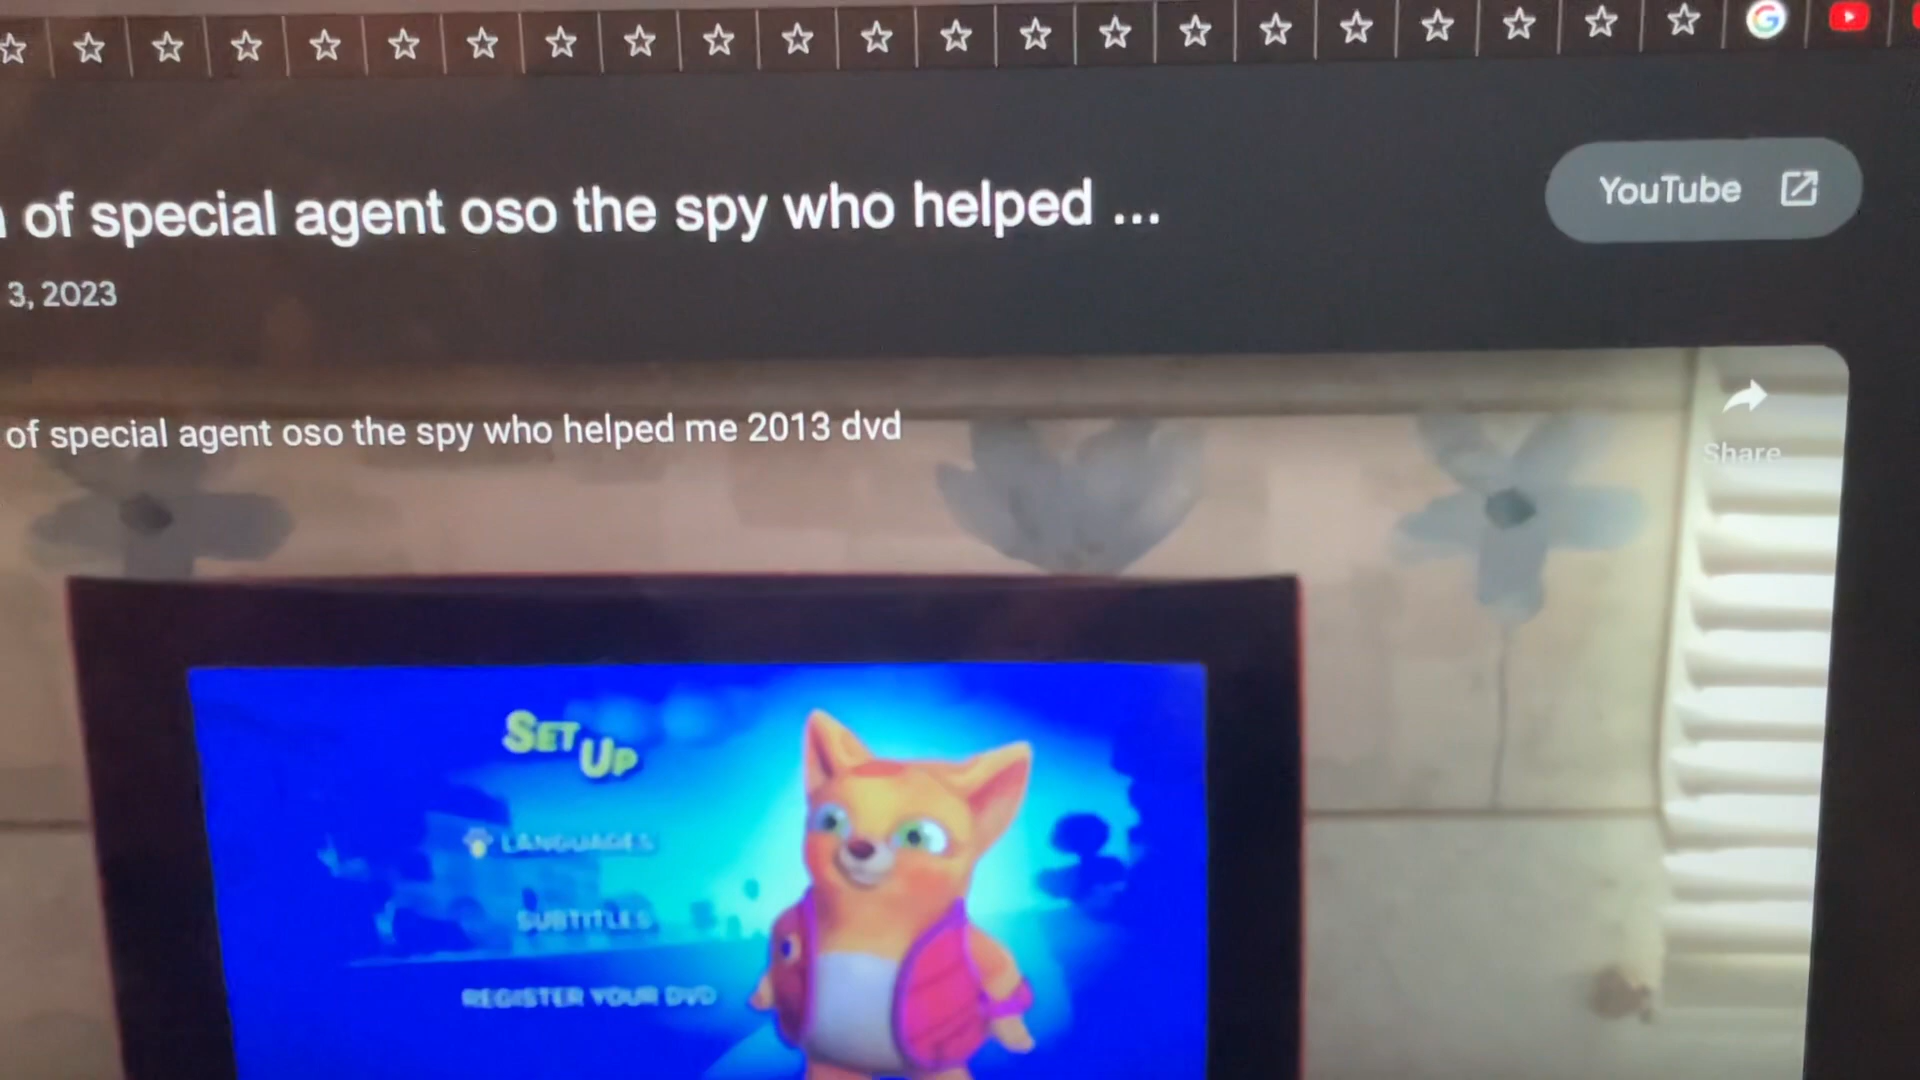 of special agent oso the spy who helped ...
YouTube
3, 2023
of special agent oso the spy who helped me 2013 dvd
Share
SET UP
LANGUAGES
SUBTITLES
REGISTER YOUR DVD